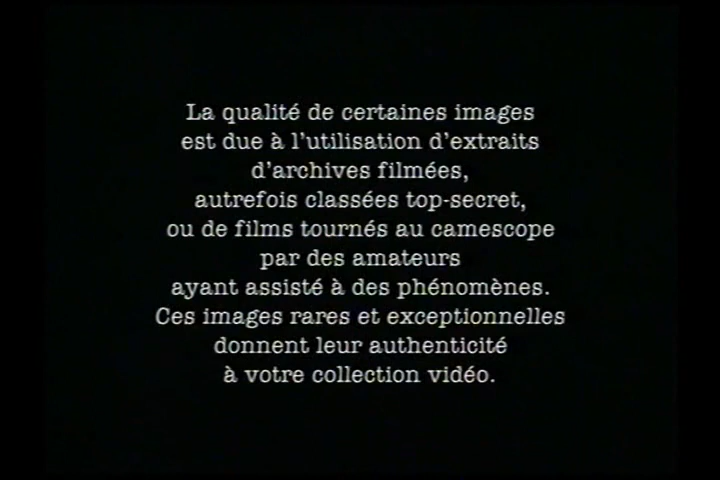 La qualité de certaines images
est due à l'utilisation d'extraits
d'archives filmées,
autrefois classées top-secret,
ou de films tournés au camescope
par des amateurs
ayant assisté à des phénomènes.
Ces images rares et exceptionnelles
donnent leur authenticité
à votre collection vidéo.